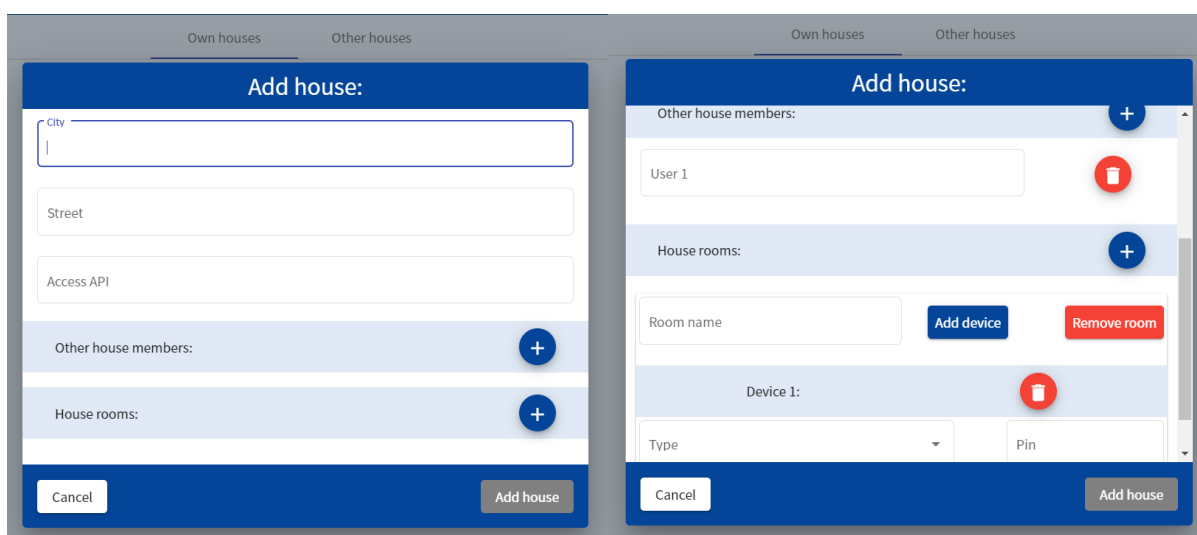 Own houses Other houses
Add house:
City
Street
Access API
Other house members:
+
House rooms:
+
Cancel Add house
Own houses Other houses
Add house:
Other house members:
+
User 1
House rooms:
+
Room name Add device Remove room
Device 1:
Type Pin
Cancel Add house